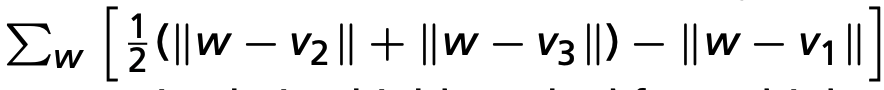 ∑_w [ 1/2 (‖w − v₂‖ + ‖w − v₃‖) − ‖w − v₁‖ ]